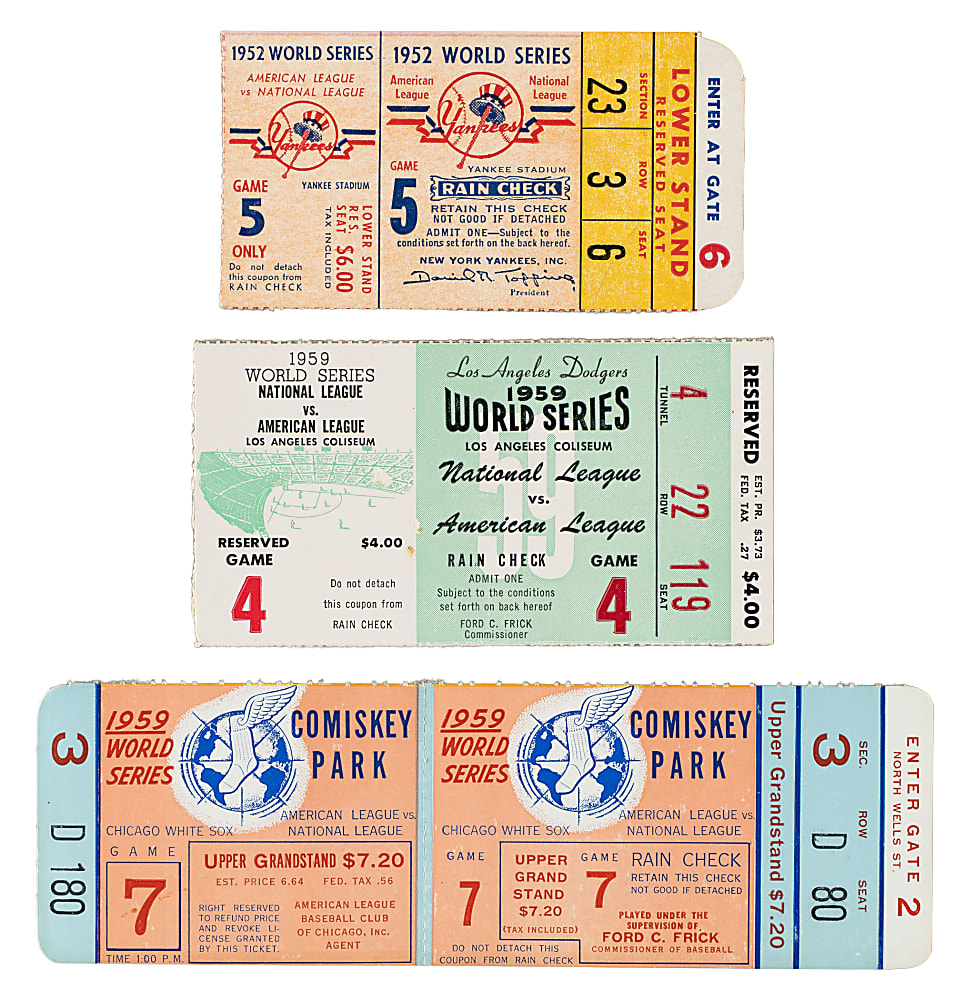 1952 WORLD SERIES
AMERICAN LEAGUE
vs NATIONAL LEAGUE
Yankees
GAME
5
ONLY
YANKEE STADIUM
Do not detach
this coupon from
RAIN CHECK
LOWER STAND
RES. SEAT $6.00
TAX INCLUDED
1952 WORLD SERIES
American League
National League
Yankees
GAME
5
YANKEE STADIUM
RAIN CHECK
RETAIN THIS CHECK
NOT GOOD IF DETACHED
ADMIT ONE—Subject to the
conditions set forth on the back hereof.
NEW YORK YANKEES, INC.
Daniel R. Topping
President
SECTION ROW SEAT
23 3 6
LOWER STAND
RESERVED SEAT
ENTER AT GATE 6
1959
WORLD SERIES
NATIONAL LEAGUE
VS.
AMERICAN LEAGUE
LOS ANGELES COLISEUM
RESERVED $4.00
GAME
4
Do not detach
this coupon from
RAIN CHECK
Los Angeles Dodgers
1959
WORLD SERIES
LOS ANGELES COLISEUM
59
National League
vs.
American League
RAIN CHECK
ADMIT ONE
Subject to the conditions
set forth on back hereof
FORD C. FRICK
Commissioner
GAME
4
4 22 119
TUNNEL ROW SEAT
RESERVED EST. PR. $3.73 $4.00
FED. TAX .27
3 D 180
1959
WORLD
SERIES
COMISKEY
PARK
CHICAGO WHITE SOX
AMERICAN LEAGUE vs.
NATIONAL LEAGUE
GAME
7
TIME 1:00 P.M.
UPPER GRANDSTAND $7.20
EST. PRICE 6.64 FED. TAX .56
RIGHT RESERVED
TO REFUND PRICE
AND REVOKE LI-
CENSE GRANTED
BY THIS TICKET.
AMERICAN LEAGUE
BASEBALL CLUB
OF CHICAGO, INC.
AGENT
1959
WORLD
SERIES
COMISKEY
PARK
CHICAGO WHITE SOX
AMERICAN LEAGUE vs.
NATIONAL LEAGUE
GAME
7
UPPER
GRAND
STAND
$7.20
(TAX INCLUDED)
DO NOT DETACH THIS
COUPON FROM RAIN CHECK
GAME
7
RAIN CHECK
RETAIN THIS CHECK
NOT GOOD IF DETACHED
PLAYED UNDER THE
SUPERVISION OF
FORD C. FRICK
COMMISSIONER OF BASEBALL
Upper Grandstand $7.20
SEC. ROW SEAT
3 D 80
ENTER GATE 2
NORTH WELLS ST.